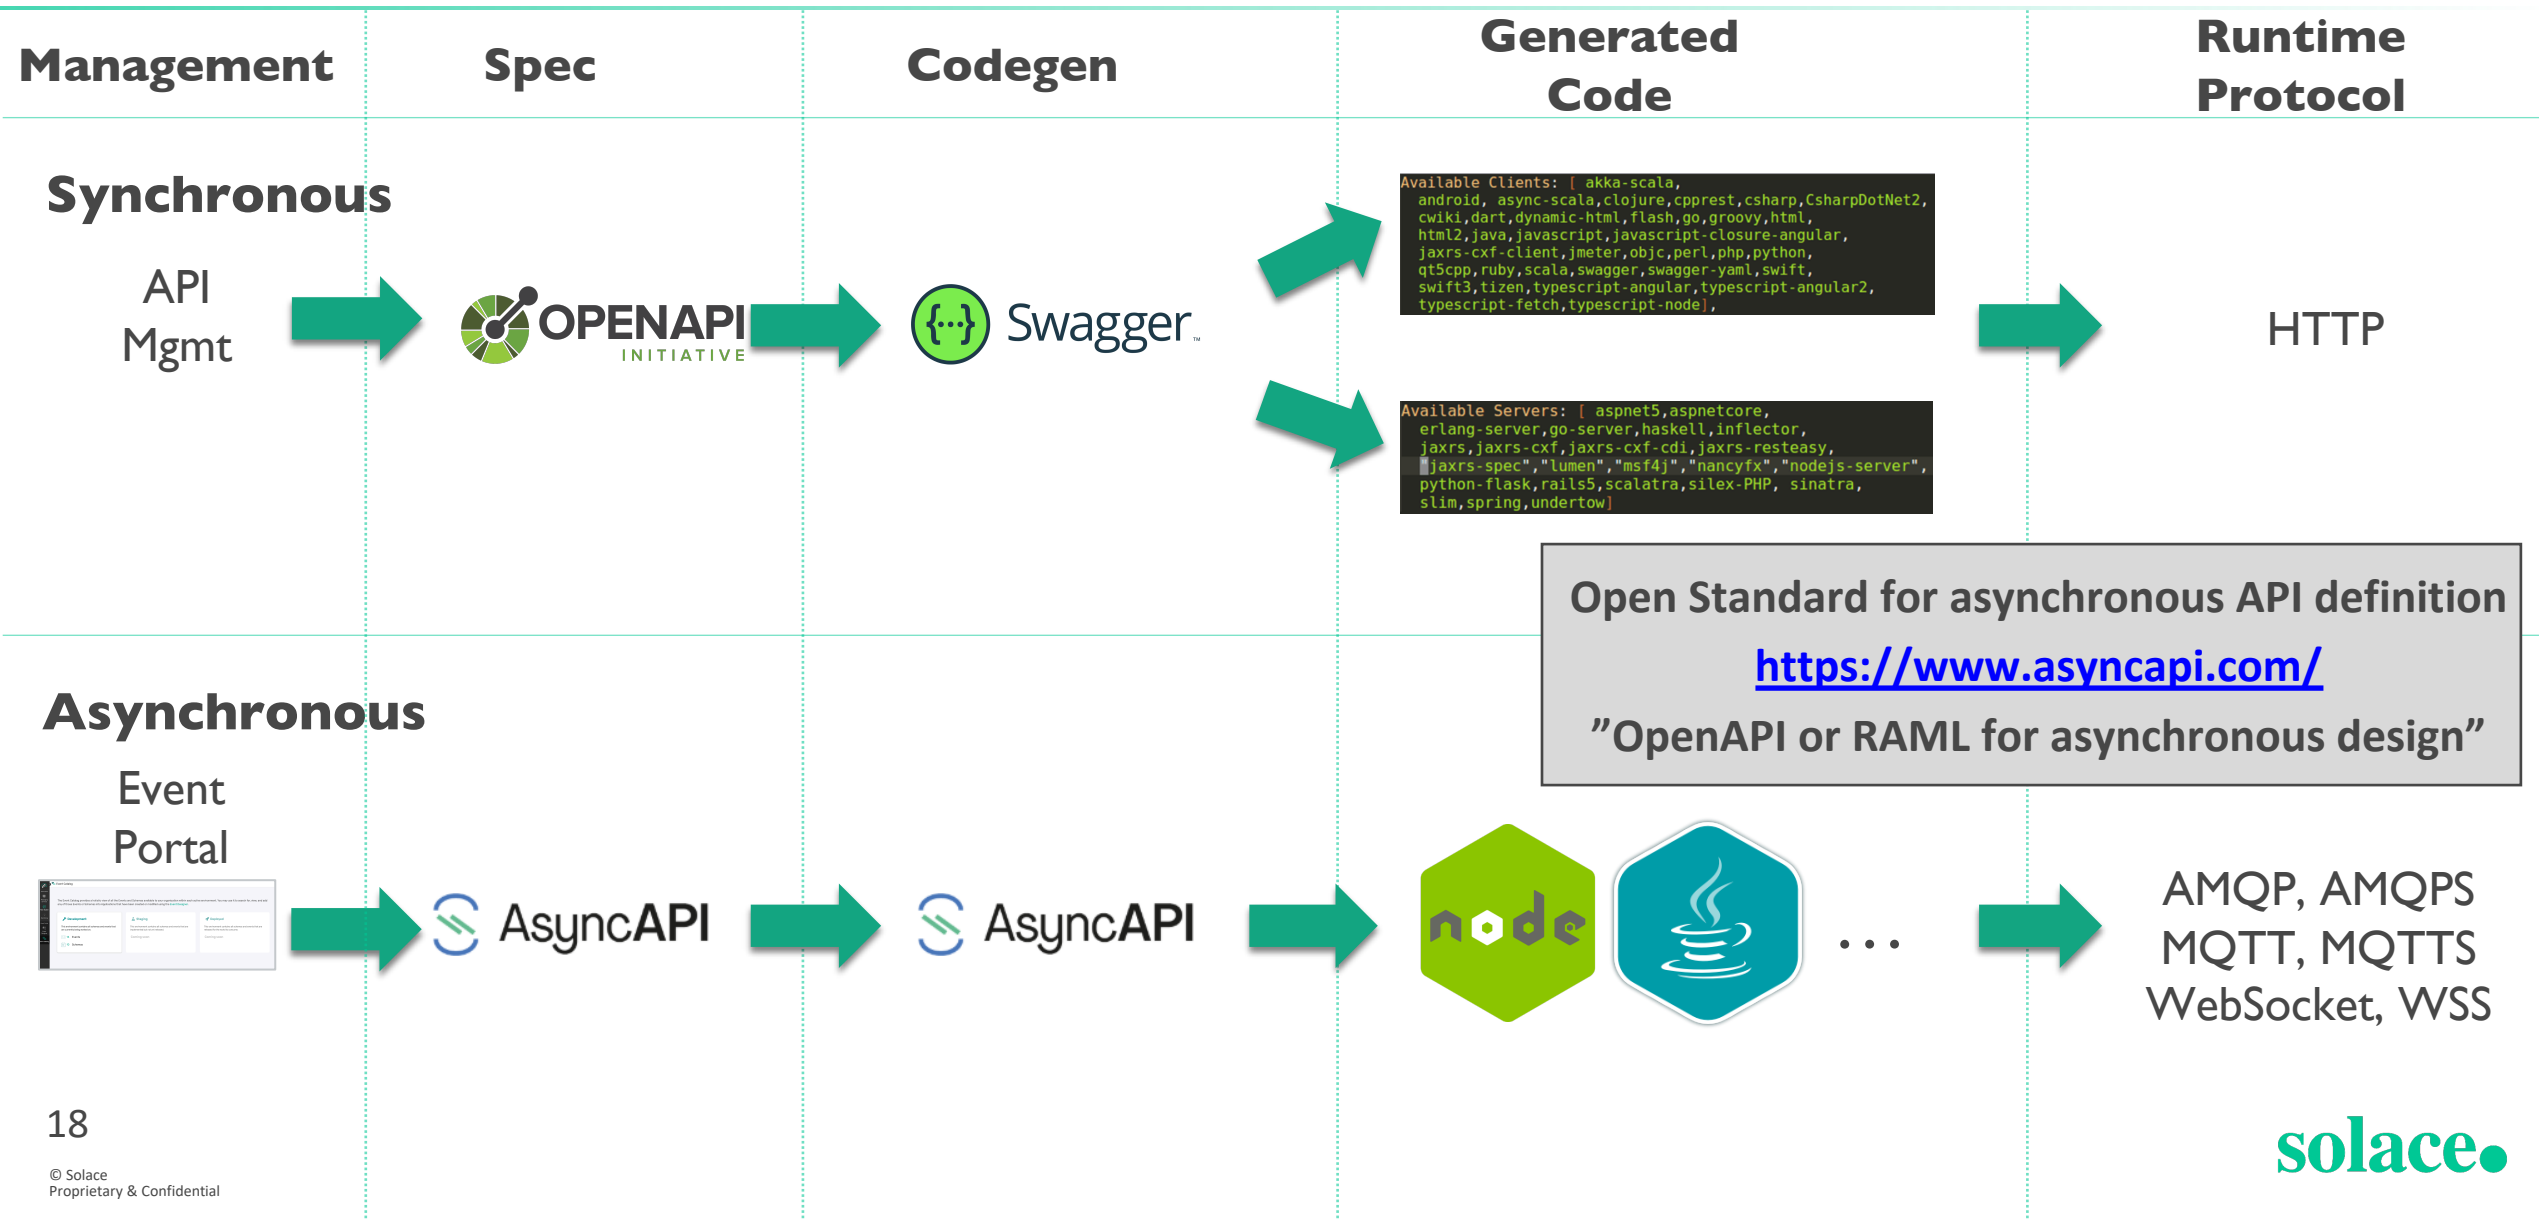 Management
Spec
Codegen
Generated
Code
Runtime
Protocol
Synchronous
API
Mgmt
OPENAPI
INITIATIVE
{···} Swagger™
Available Clients: [ akka-scala,
android, async-scala,clojure,cpprest,csharp,CsharpDotNet2,
cwiki,dart,dynamic-html,flash,go,groovy,html,
html2,java,javascript,javascript-closure-angular,
jaxrs-cxf-client,jmeter,objc,perl,php,python,
qt5cpp,ruby,scala,swagger,swagger-yaml,swift,
swift3,tizen,typescript-angular,typescript-angular2,
typescript-fetch,typescript-node],
Available Servers: [ aspnet5,aspnetcore,
erlang-server,go-server,haskell,inflector,
jaxrs,jaxrs-cxf,jaxrs-cxf-cdi,jaxrs-resteasy,
"jaxrs-spec","lumen","msf4j","nancyfx","nodejs-server",
python-flask,rails5,scalatra,silex-PHP, sinatra,
slim,spring,undertow]
HTTP
Open Standard for asynchronous API definition
https://www.asyncapi.com/
”OpenAPI or RAML for asynchronous design”
Asynchronous
Event
Portal
AsyncAPI
AsyncAPI
node
...
AMQP, AMQPS
MQTT, MQTTS
WebSocket, WSS
18
© Solace
Proprietary & Confidential
solace